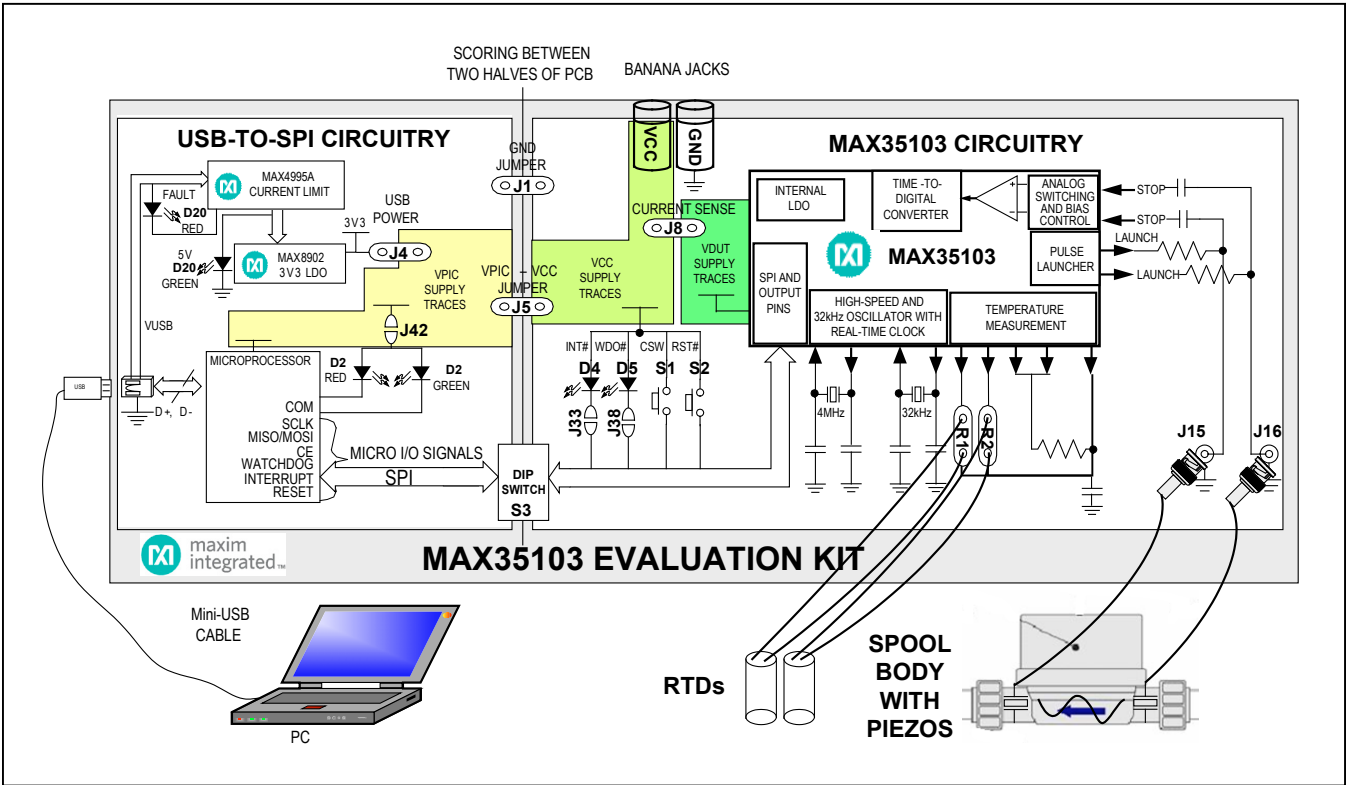 SCORING BETWEEN
TWO HALVES OF PCB
BANANA JACKS
USB-TO-SPI CIRCUITRY
MAX4995A
CURRENT LIMIT
FAULT
D20
RED
5V
D20
GREEN
MAX8902
3V3 LDO
3V3
USB
POWER
J4
VPIC
SUPPLY
TRACES
J42
VUSB
MICROPROCESSOR
D2
RED
D2
GREEN
USB
D+, D-
COM
SCLK
MISO/MOSI
CE
WATCHDOG
INTERRUPT
RESET
MICRO I/O SIGNALS
SPI
GND
JUMPER
J1
VPIC - VCC
JUMPER
J5
DIP
SWITCH
S3
VCC
GND
CURRENT SENSE
J8
VCC
SUPPLY
TRACES
VDUT
SUPPLY
TRACES
INT#
D4
J33
WDO#
D5
J38
CSW
S1
RST#
S2
MAX35103 CIRCUITRY
INTERNAL
LDO
TIME -TO-
DIGITAL
CONVERTER
+
−
ANALOG
SWITCHING
AND BIAS
CONTROL
STOP
STOP
MAX35103
PULSE
LAUNCHER
LAUNCH
LAUNCH
SPI AND
OUTPUT
PINS
HIGH-SPEED AND
32kHz OSCILLATOR WITH
REAL-TIME CLOCK
TEMPERATURE
MEASUREMENT
4MHz
32kHz
R1
R2
J15
J16
maxim
integrated™
MAX35103 EVALUATION KIT
Mini-USB
CABLE
PC
RTDs
SPOOL
BODY
WITH
PIEZOS